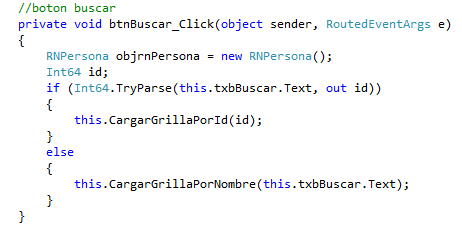 //boton buscar
private void btnBuscar_Click(object sender, RoutedEventArgs e)
{
    RNPersona objrnPersona = new RNPersona();
    Int64 id;
    if (Int64.TryParse(this.txbBuscar.Text, out id))
    {
        this.CargarGrillaPorId(id);
    }
    else
    {
        this.CargarGrillaPorNombre(this.txbBuscar.Text);
    }
}